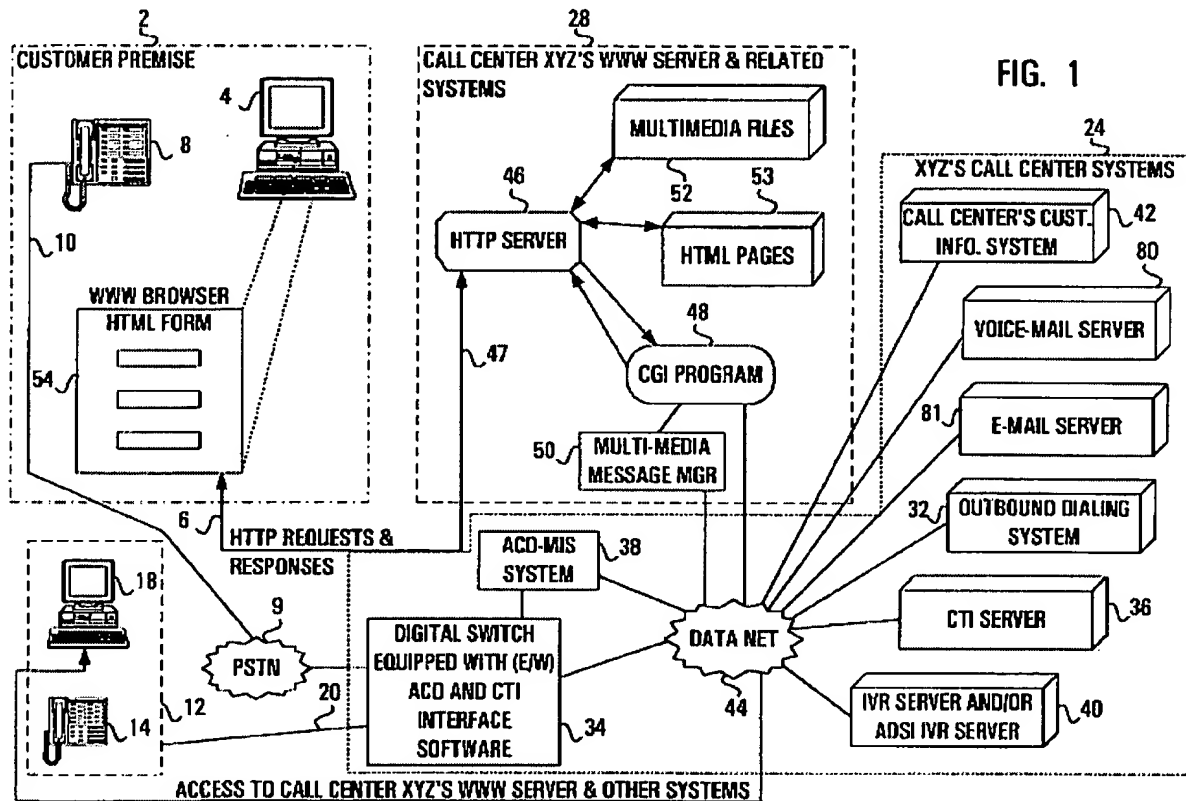 2
CUSTOMER PREMISE
4
8
10
WWW BROWSER
HTML FORM
54
6
HTTP REQUESTS &
RESPONSES
28
CALL CENTER XYZ'S WWW SERVER & RELATED
SYSTEMS
MULTIMEDIA FILES
52
53
46
HTTP SERVER
HTML PAGES
47
48
CGI PROGRAM
50
MULTI-MEDIA
MESSAGE MGR
FIG. 1
24
XYZ'S CALL CENTER SYSTEMS
CALL CENTER'S CUST.
INFO. SYSTEM
42
80
VOICE-MAIL SERVER
81
E-MAIL SERVER
32
OUTBOUND DIALING
SYSTEM
CTI SERVER
36
IVR SERVER AND/OR
ADSI IVR SERVER
40
ACD-MIS
SYSTEM
38
DATA NET
44
18
14
12
9
PSTN
20
DIGITAL SWITCH
EQUIPPED WITH (E/W)
ACD AND CTI
INTERFACE
SOFTWARE
34
ACCESS TO CALL CENTER XYZ'S WWW SERVER & OTHER SYSTEMS